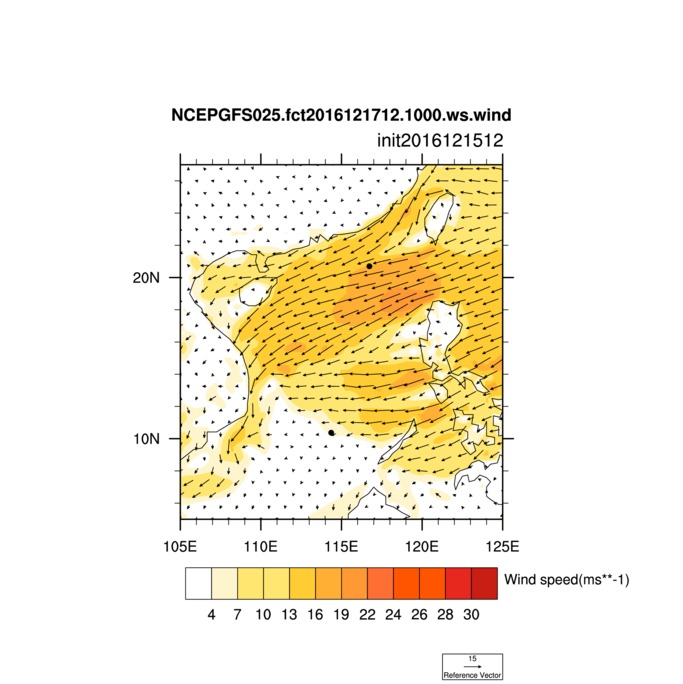 NCEPGFS025.fct2016121712.1000.ws.wind
init2016121512
20N
10N
105E 110E 115E 120E 125E
Wind speed(ms**-1)
4 7 10 13 16 19 22 24 26 28 30
15
Reference Vector